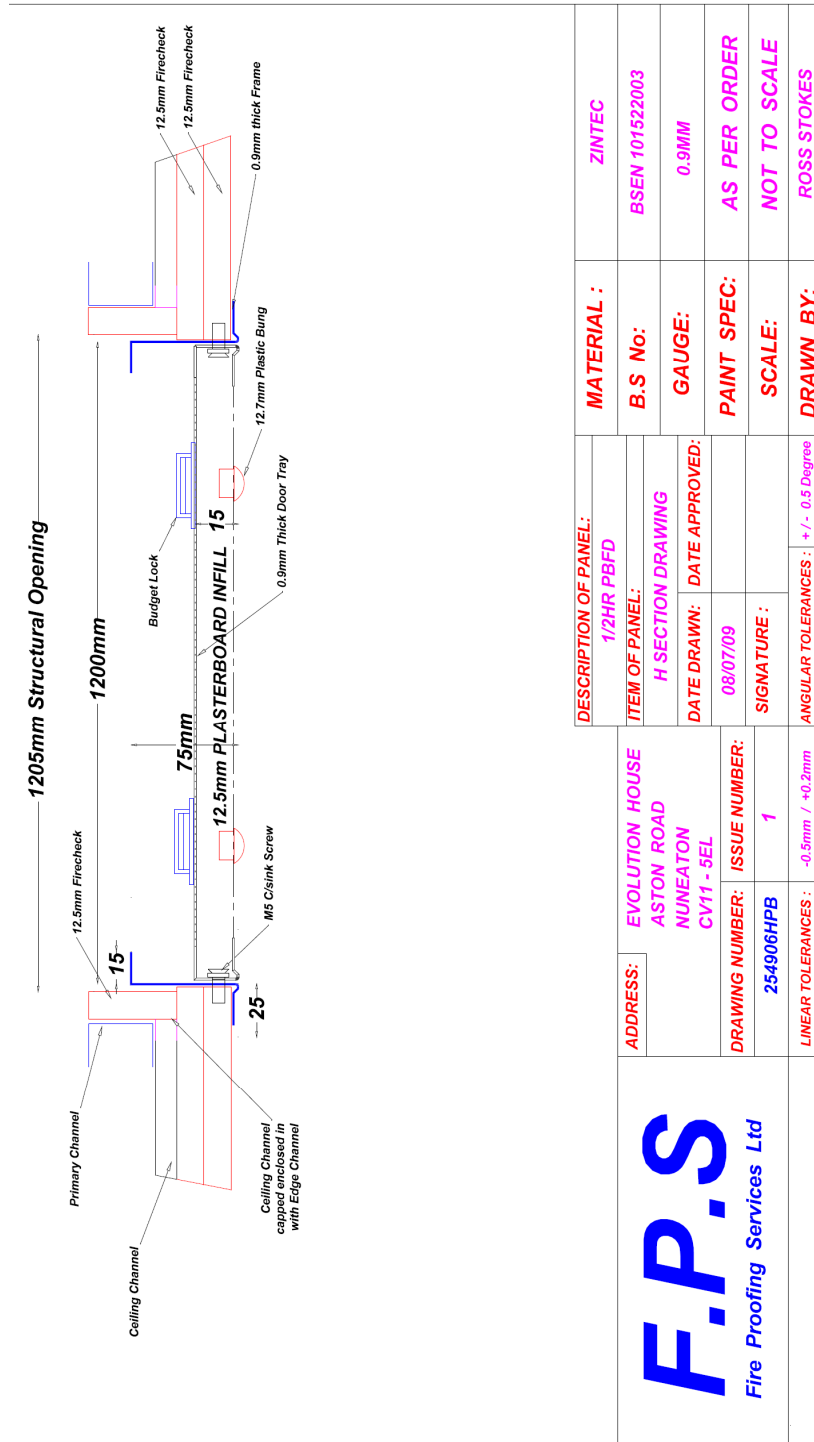 1205mm Structural Opening
1200mm
12.5mm Firecheck
Primary Channel
Ceiling Channel
15
75mm
Budget Lock
12.5mm Firecheck
12.5mm Firecheck
0.9mm thick Frame
15
12.5mm PLASTERBOARD INFILL
12.7mm Plastic Bung
0.9mm Thick Door Tray
M5 C/sink Screw
25
Ceiling Channel
capped enclosed in
with Edge Channel
F.P.S
Fire Proofing Services Ltd
ADDRESS:
EVOLUTION HOUSE
ASTON ROAD
NUNEATON
CV11 - 5EL
DRAWING NUMBER:
ISSUE NUMBER:
254906HPB
1
LINEAR TOLERANCES :
-0.5mm / +0.2mm
DESCRIPTION OF PANEL:
1/2HR PBFD
ITEM OF PANEL:
H SECTION DRAWING
DATE DRAWN:
DATE APPROVED:
08/07/09
SIGNATURE :
ANGULAR TOLERANCES :
+ / - 0.5 Degree
MATERIAL :
ZINTEC
B.S No:
BSEN 101522003
GAUGE:
0.9MM
PAINT SPEC:
AS PER ORDER
SCALE:
NOT TO SCALE
DRAWN BY:
ROSS STOKES